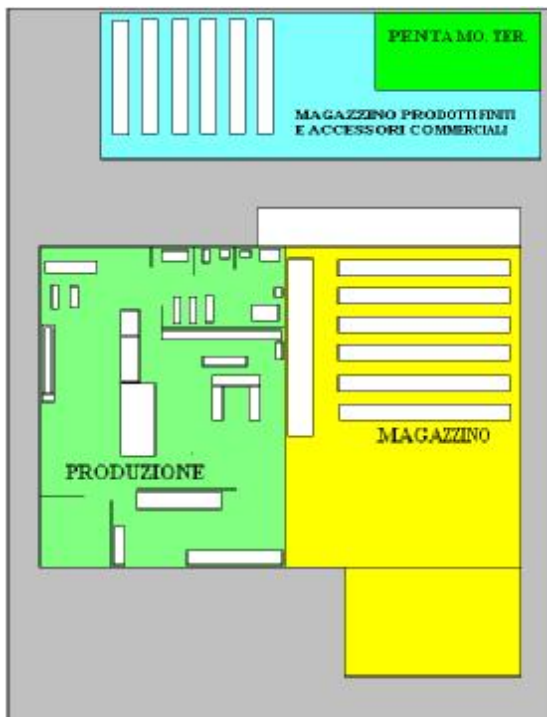 PENTA MO. TER.
MAGAZZINO PRODOTTI FINITI
E ACCESSORI COMMERCIALI
MAGAZZINO
PRODUZIONE